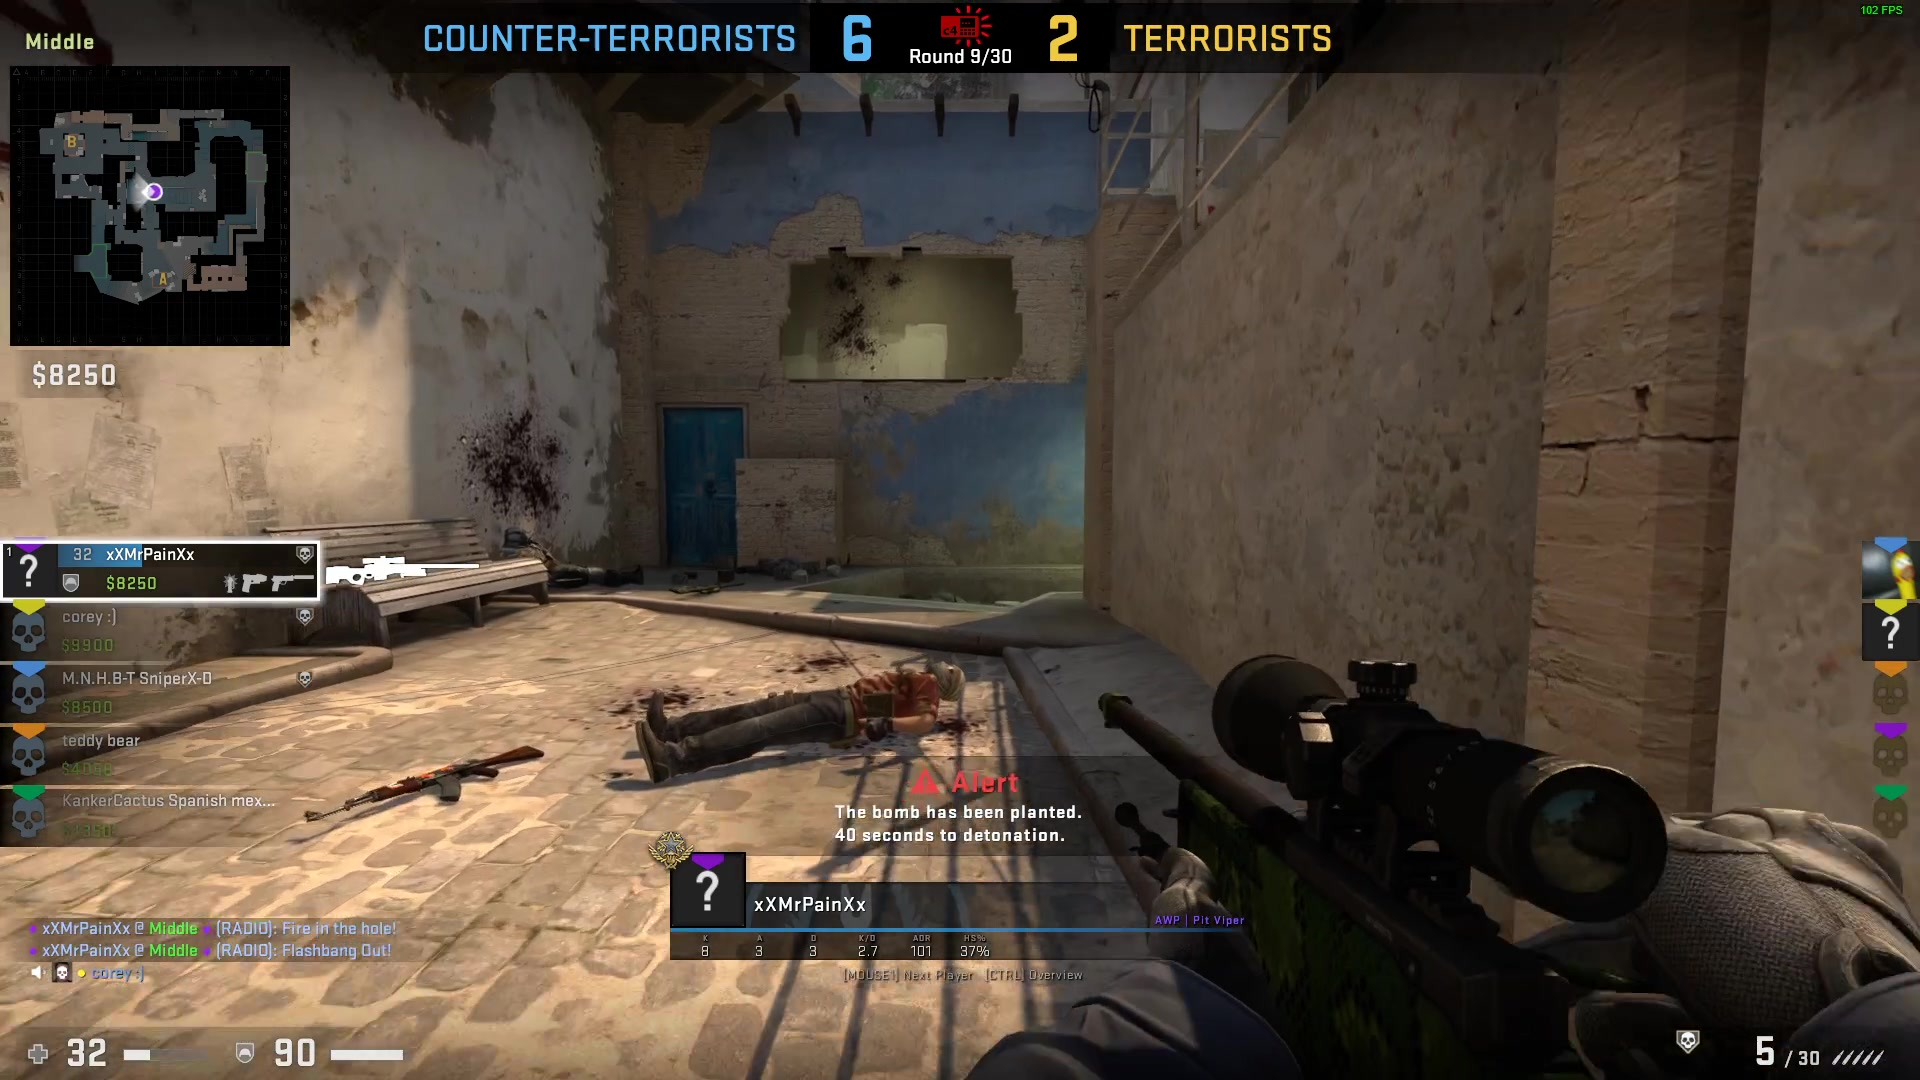 102 FPS
COUNTER-TERRORISTS 6 Round 9/30 2 TERRORISTS
Middle
B
A
$8250
1 ? 32 xXMrPainXx
$8250
corey :)
$9900
M.N.H.B-T SniperX-D
$8500
teddy bear
KankerCactus Spanish mex...
?
Alert
The bomb has been planted.
40 seconds to detonation.
? xXMrPainXx
AWP | Pit Viper
K A D K/D ADR HS%
8 3 3 2.7 101 37%
[MOUSE1] Next Player [CTRL] Overview
xXMrPainXx @ Middle (RADIO): Fire in the hole!
xXMrPainXx @ Middle (RADIO): Flashbang Out!
corey :)
32 90
5 / 30